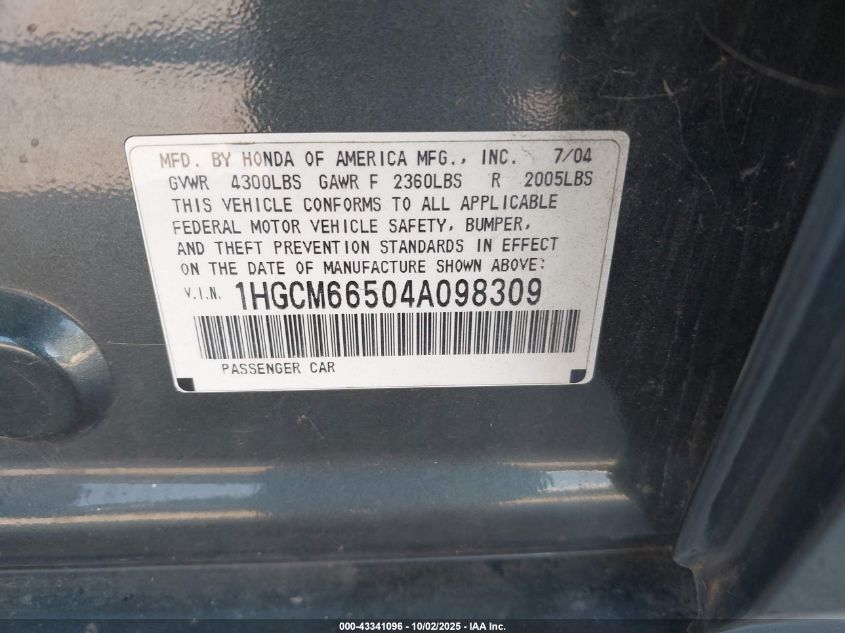 MFD. BY HONDA OF AMERICA MFG., INC. 7/04
GVWR 4300LBS GAWR F 2360LBS R 2005LBS
THIS VEHICLE CONFORMS TO ALL APPLICABLE
FEDERAL MOTOR VEHICLE SAFETY, BUMPER,
AND THEFT PREVENTION STANDARDS IN EFFECT
ON THE DATE OF MANUFACTURE SHOWN ABOVE:
V.I.N. 1HGCM66504A098309
PASSENGER CAR
000-43341096 - 10/02/2025 - IAA Inc.